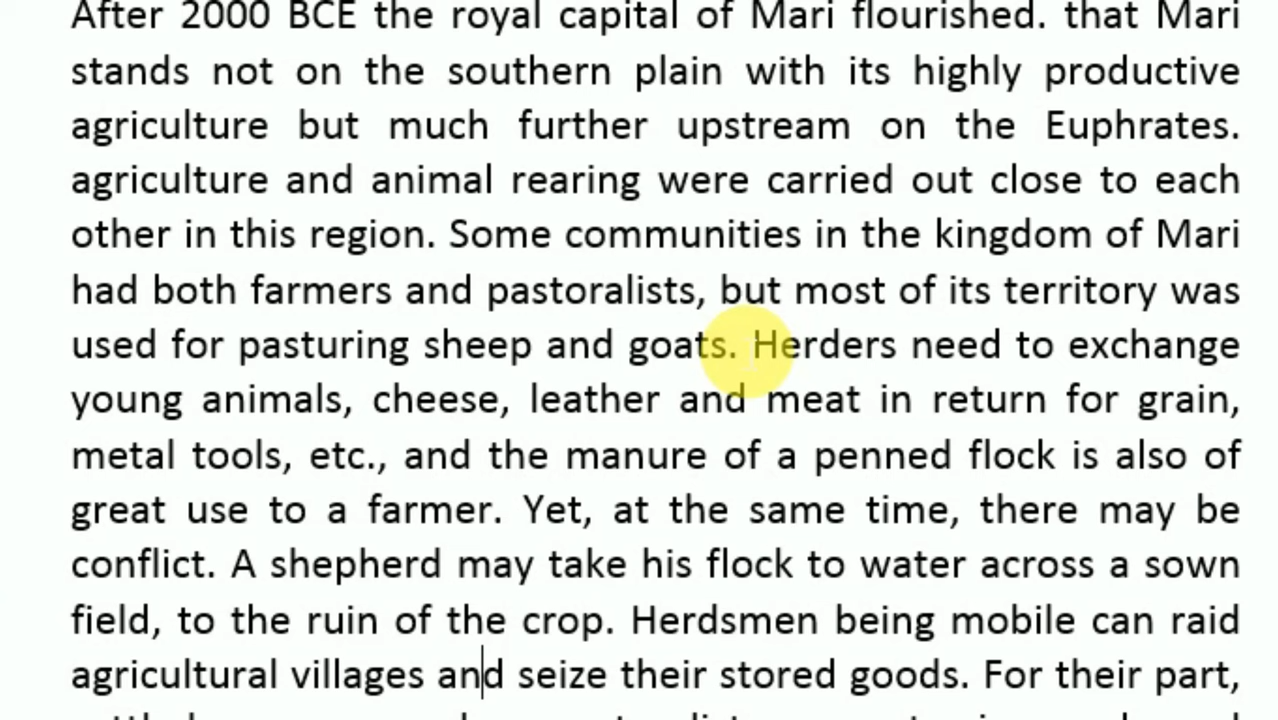 After 2000 BCE the royal capital of Mari flourished. that Mari
stands not on the southern plain with its highly productive
agriculture but much further upstream on the Euphrates.
agriculture and animal rearing were carried out close to each
other in this region. Some communities in the kingdom of Mari
had both farmers and pastoralists, but most of its territory was
used for pasturing sheep and goats. Herders need to exchange
young animals, cheese, leather and meat in return for grain,
metal tools, etc., and the manure of a penned flock is also of
great use to a farmer. Yet, at the same time, there may be
conflict. A shepherd may take his flock to water across a sown
field, to the ruin of the crop. Herdsmen being mobile can raid
agricultural villages and seize their stored goods. For their part,